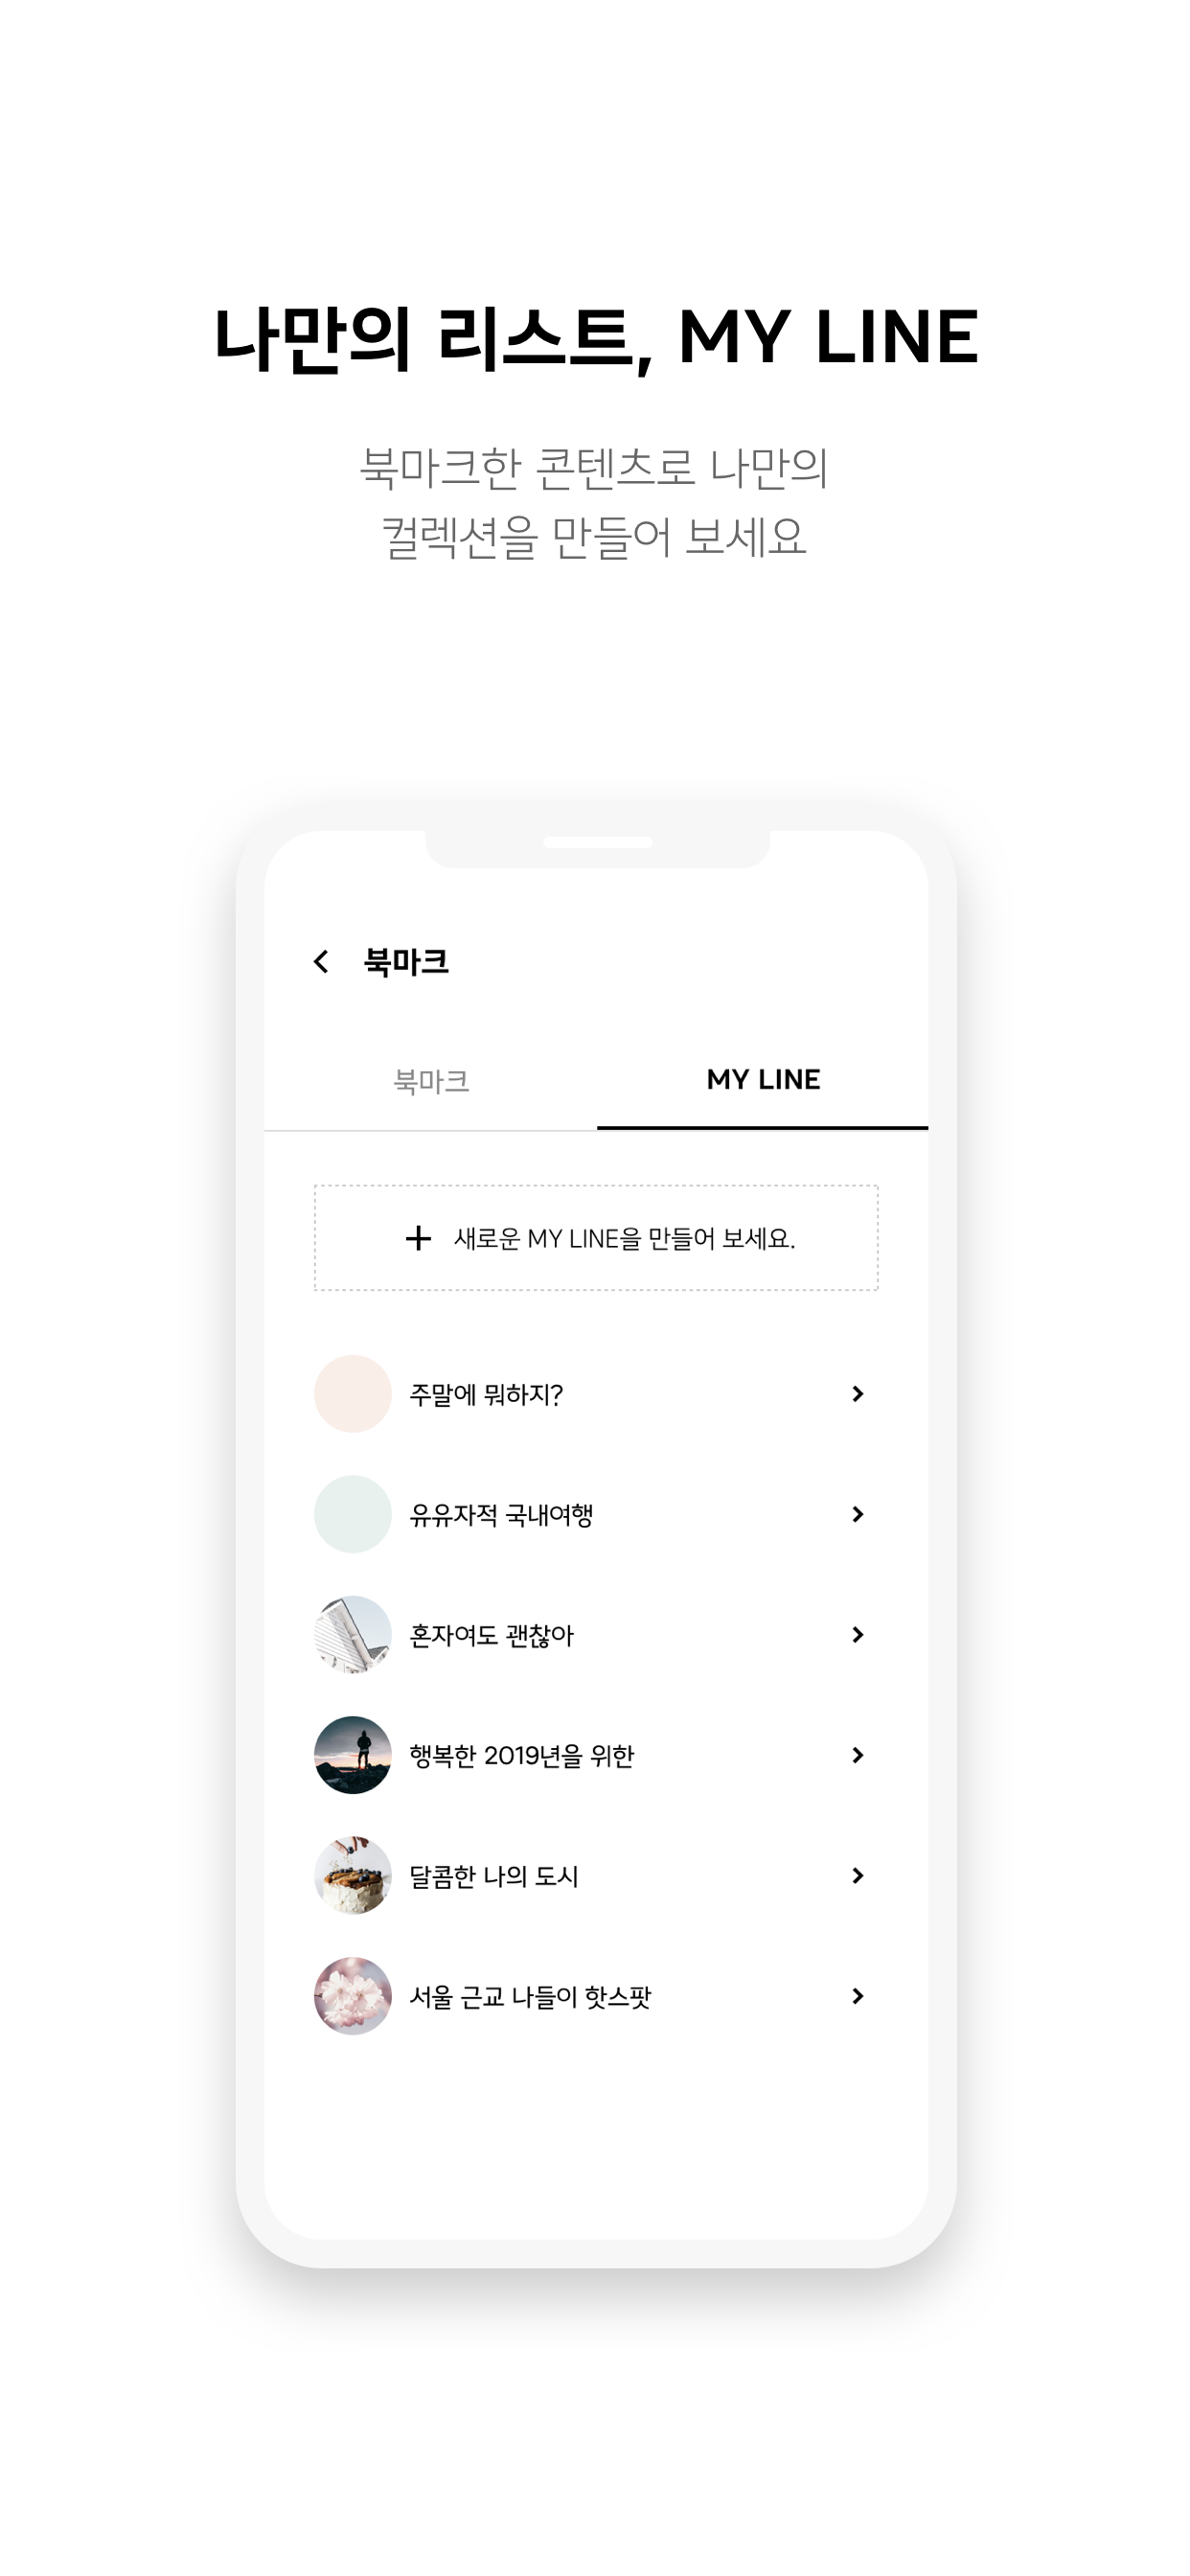 나만의 리스트, MY LINE
북마크한 콘텐츠로 나만의
컬렉션을 만들어 보세요
북마크
북마크
MY LINE
새로운 MY LINE을 만들어 보세요.
주말에 뭐하지?
유유자적 국내여행
혼자여도 괜찮아
행복한 2019년을 위한
달콤한 나의 도시
서울 근교 나들이 핫스팟